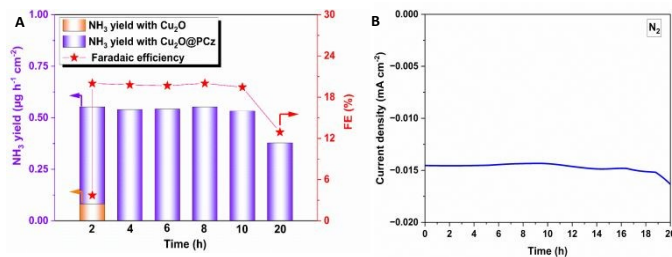 A
NH₃ yield with Cu₂O
NH₃ yield with Cu₂O@PCz
Faradaic efficiency
NH₃ yield (µg h⁻¹ cm⁻²)
1.00
0.75
0.50
0.25
0.00
30
24
18
12
6
0
FE (%)
2 4 6 8 10 20
Time (h)
B
N₂
Current density (mA cm⁻²)
0.000
−0.005
−0.010
−0.015
−0.020
0 2 4 6 8 10 12 14 16 18 20
Time (h)